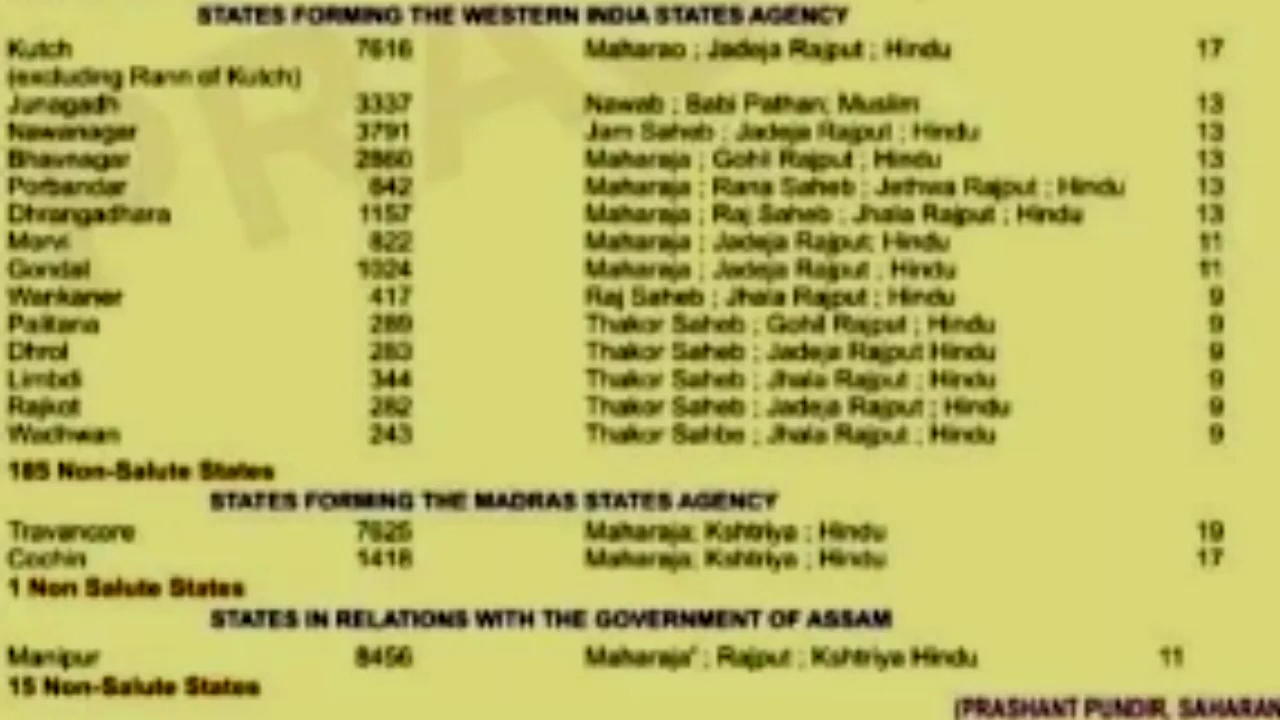 STATES FORMING THE WESTERN INDIA STATES AGENCY
Kutch 7616 Maharao ; Jadeja Rajput ; Hindu 17
(excluding Rann of Kutch)
Junagadh 3337 Nawab ; Babi Pathan; Muslim 13
Nawanagar 3791 Jam Saheb ; Jadeja Rajput ; Hindu 13
Bhavnagar 2860 Maharaja ; Gohil Rajput ; Hindu 13
Porbandar 642 Maharaja ; Rana Saheb ; Jethwa Rajput ; Hindu 13
Dhrangadhara 1157 Maharaja ; Raj Saheb ; Jhala Rajput ; Hindu 13
Morvi 822 Maharaja ; Jadeja Rajput; Hindu 11
Gondal 1024 Maharaja ; Jadeja Rajput ; Hindu 11
Wankaner 417 Raj Saheb ; Jhala Rajput ; Hindu 9
Palitana 289 Thakor Saheb ; Gohil Rajput ; Hindu 9
Dhrol 283 Thakor Saheb ; Jadeja Rajput Hindu 9
Limbdi 344 Thakor Saheb ; Jhala Rajput ; Hindu 9
Rajkot 282 Thakor Saheb ; Jadeja Rajput ; Hindu 9
Wadhwan 243 Thakor Sahbe ; Jhala Rajput ; Hindu 9
185 Non-Salute States
STATES FORMING THE MADRAS STATES AGENCY
Travancore 7625 Maharaja; Kshtriya ; Hindu 19
Cochin 1418 Maharaja; Kshtriya ; Hindu 17
1 Non Salute States
STATES IN RELATIONS WITH THE GOVERNMENT OF ASSAM
Manipur 8456 Maharaja' ; Rajput ; Kshtriya Hindu 11
15 Non-Salute States
(PRASHANT PUNDIR, SAHARAN